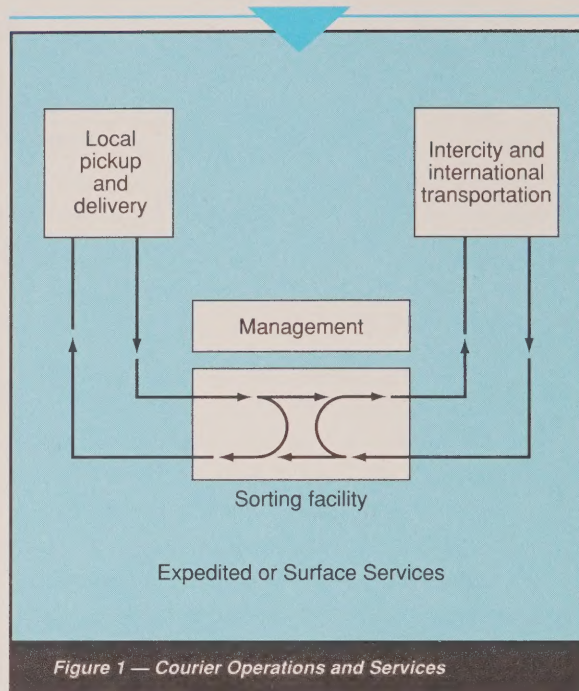 Local
pickup
and
delivery
Intercity and
international
transportation
Management
Sorting facility
Expedited or Surface Services
Figure 1 — Courier Operations and Services